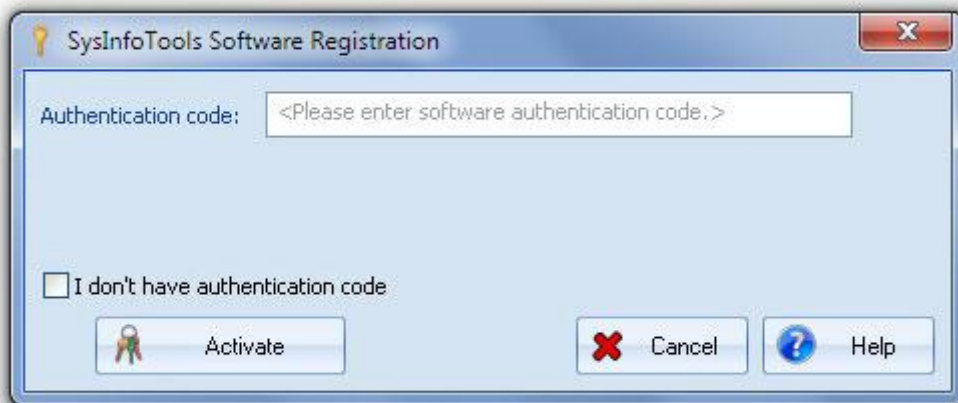 SysInfoTools Software Registration
Authentication code: <Please enter software authentication code.>
I don't have authentication code
Activate Cancel Help